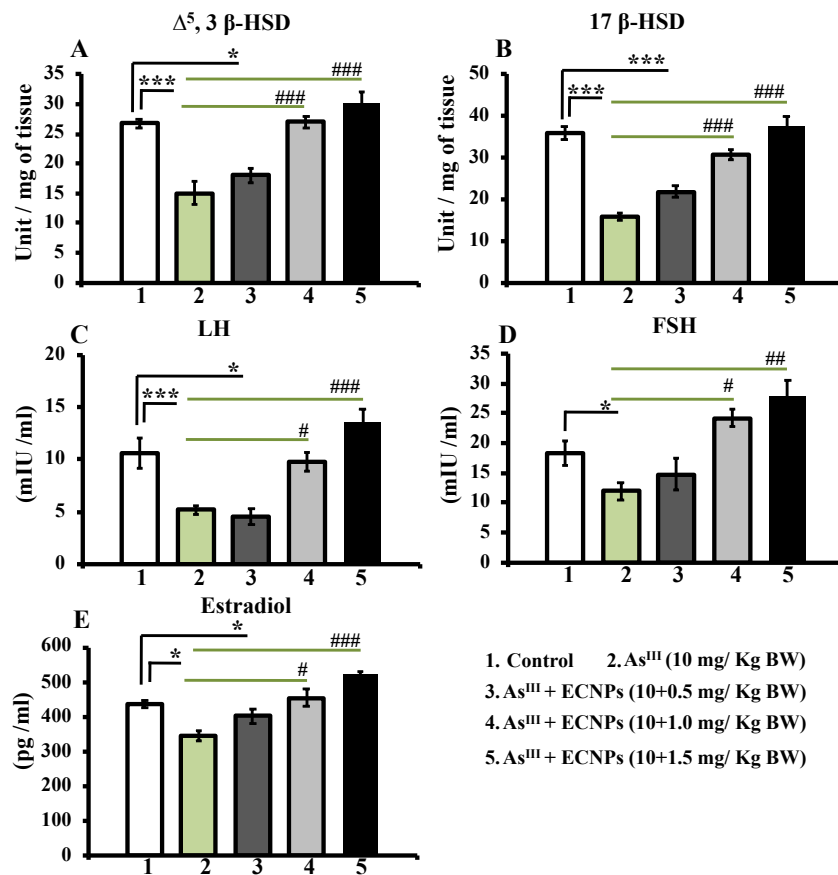 Δ⁵, 3 β-HSD
A
*
***
###
###
Unit / mg of tissue
35
30
25
20
15
10
5
0
1 2 3 4 5
17 β-HSD
B
***
***
###
###
Unit / mg of tissue
50
40
30
20
10
0
1 2 3 4 5
C
LH
*
***
###
#
(mIU /ml)
20
15
10
5
0
1 2 3 4 5
D
FSH
##
#
*
(mIU /ml)
35
30
25
20
15
10
5
0
1 2 3 4 5
E
Estradiol
*
*
###
#
(pg /ml)
600
500
400
300
200
100
0
1 2 3 4 5
1. Control 2. Asᴵᴵᴵ (10 mg/ Kg BW)
3. Asᴵᴵᴵ + ECNPs (10+0.5 mg/ Kg BW)
4. Asᴵᴵᴵ + ECNPs (10+1.0 mg/ Kg BW)
5. Asᴵᴵᴵ + ECNPs (10+1.5 mg/ Kg BW)